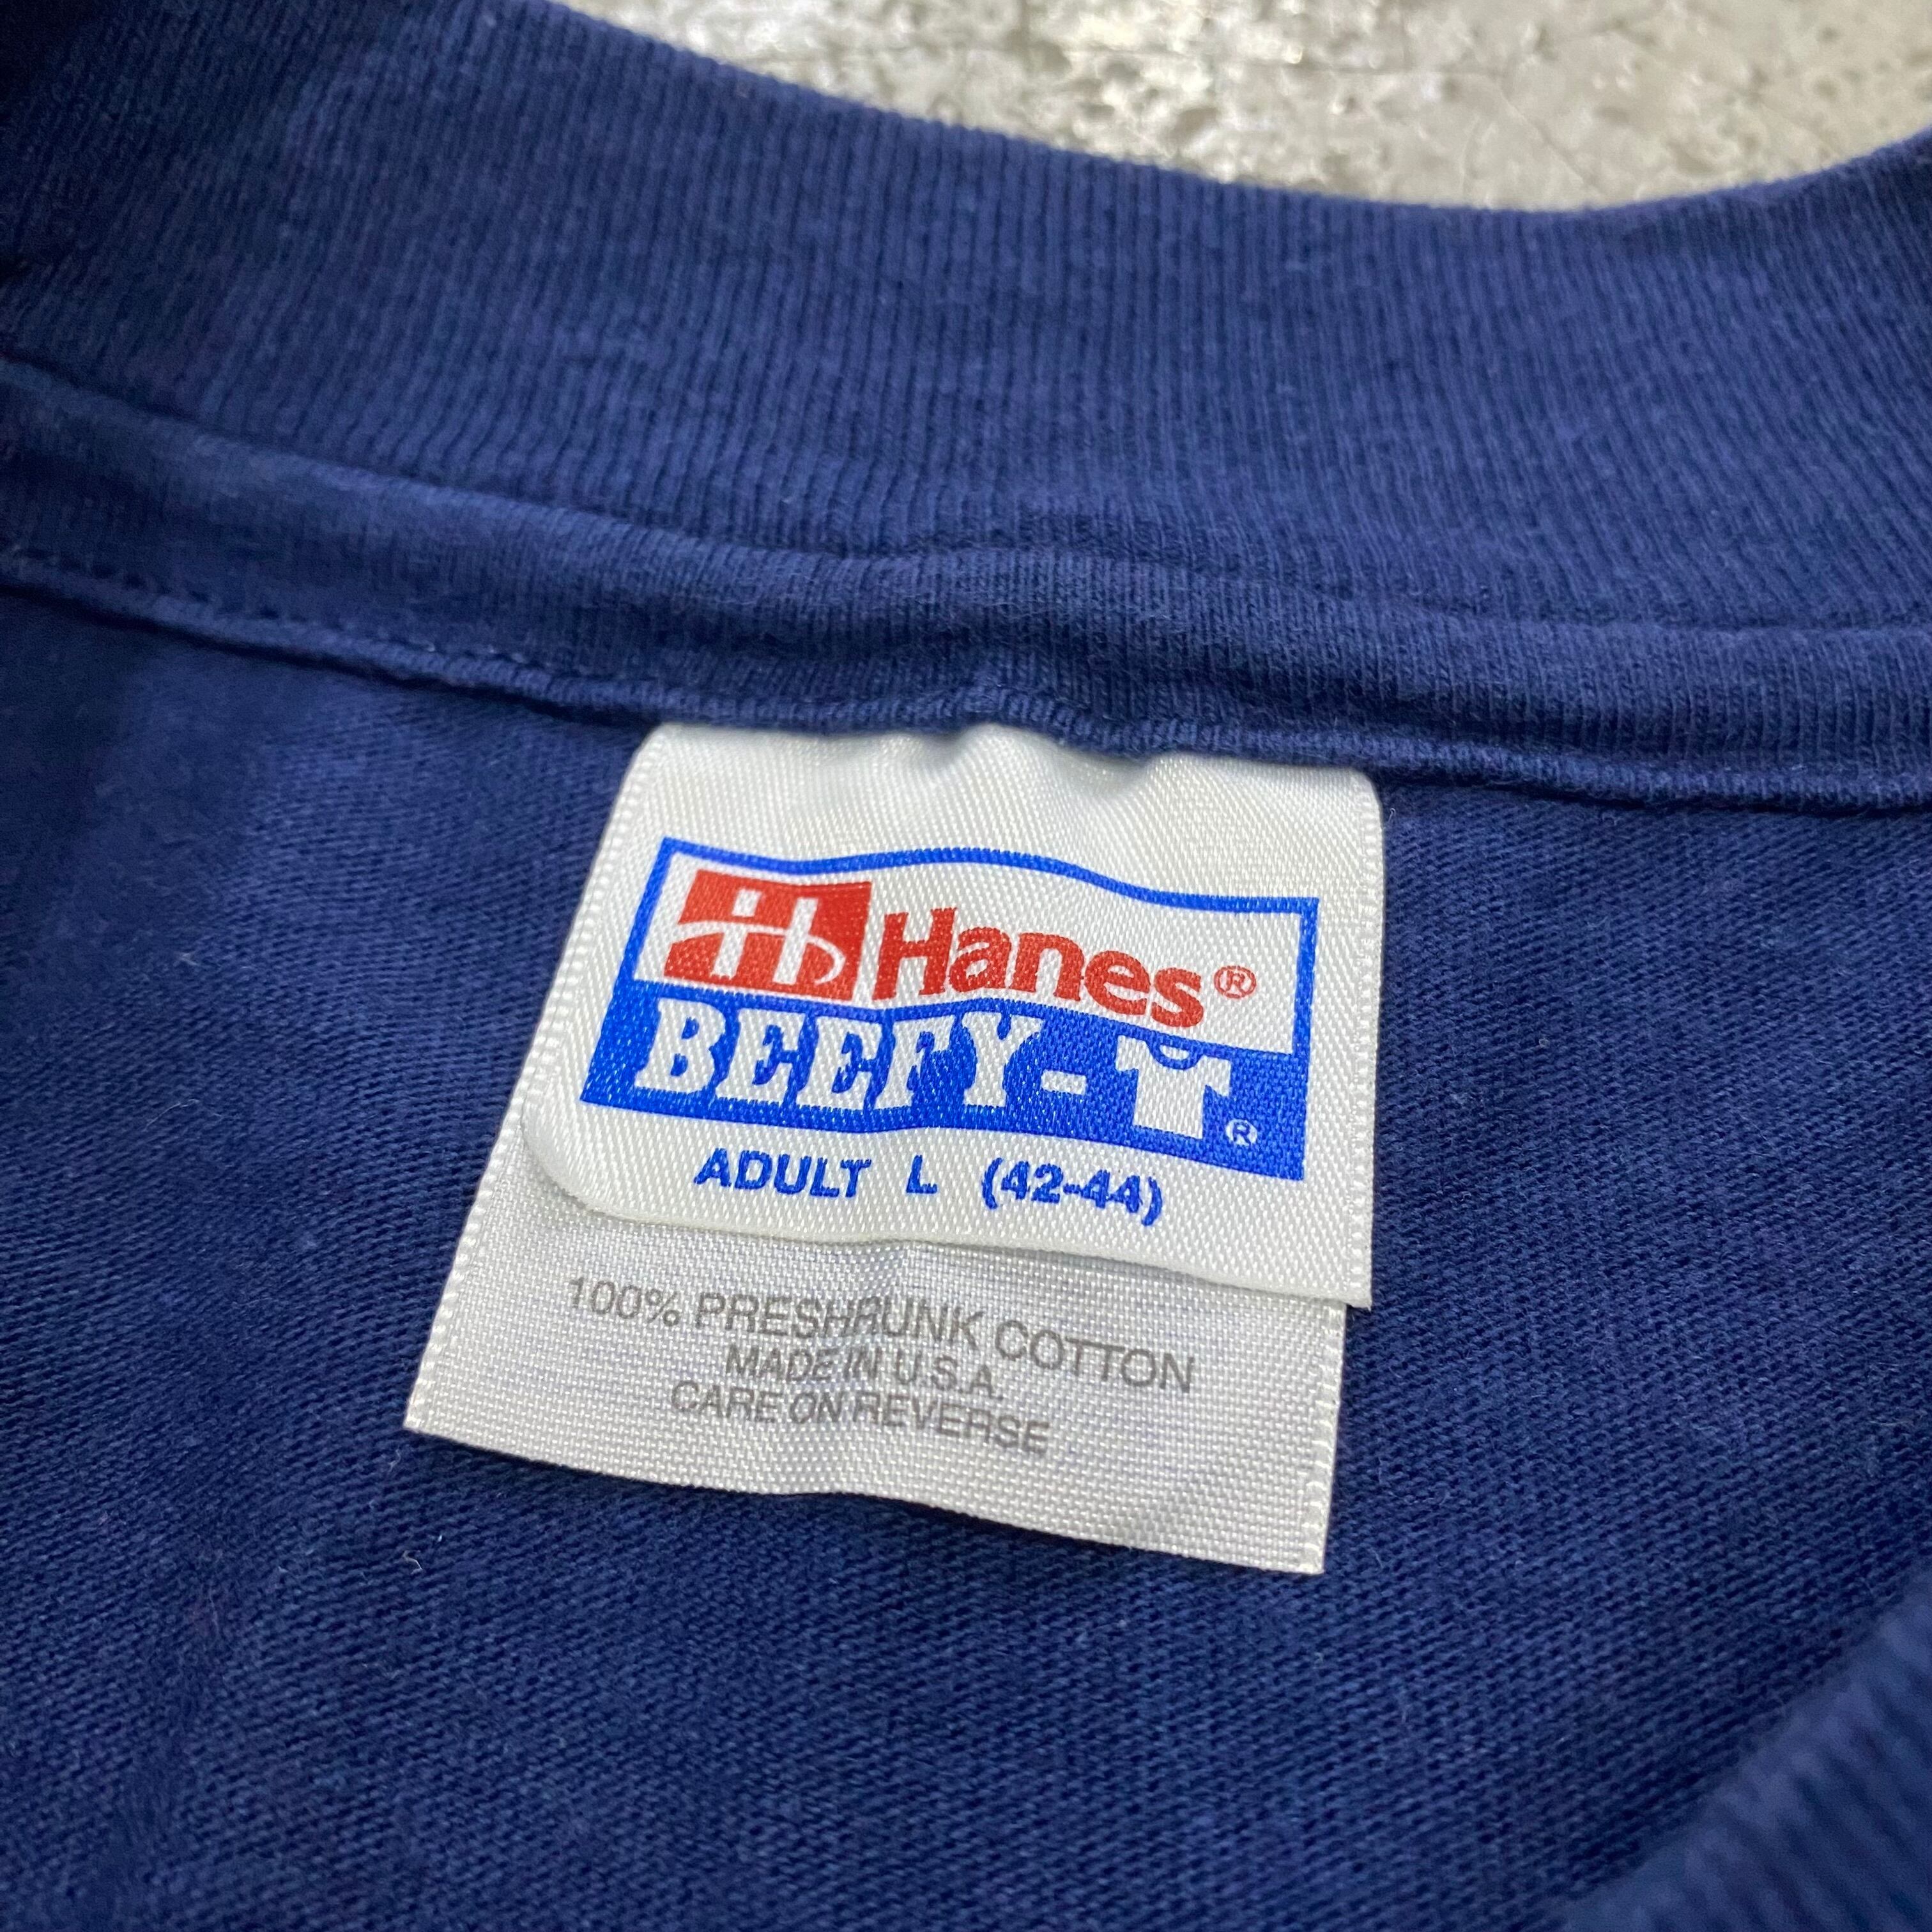 Hanes®
BEEFY-T®
ADULT L (42-44)
100% PRESHRUNK COTTON
MADE IN U.S.A.
CARE ON REVERSE